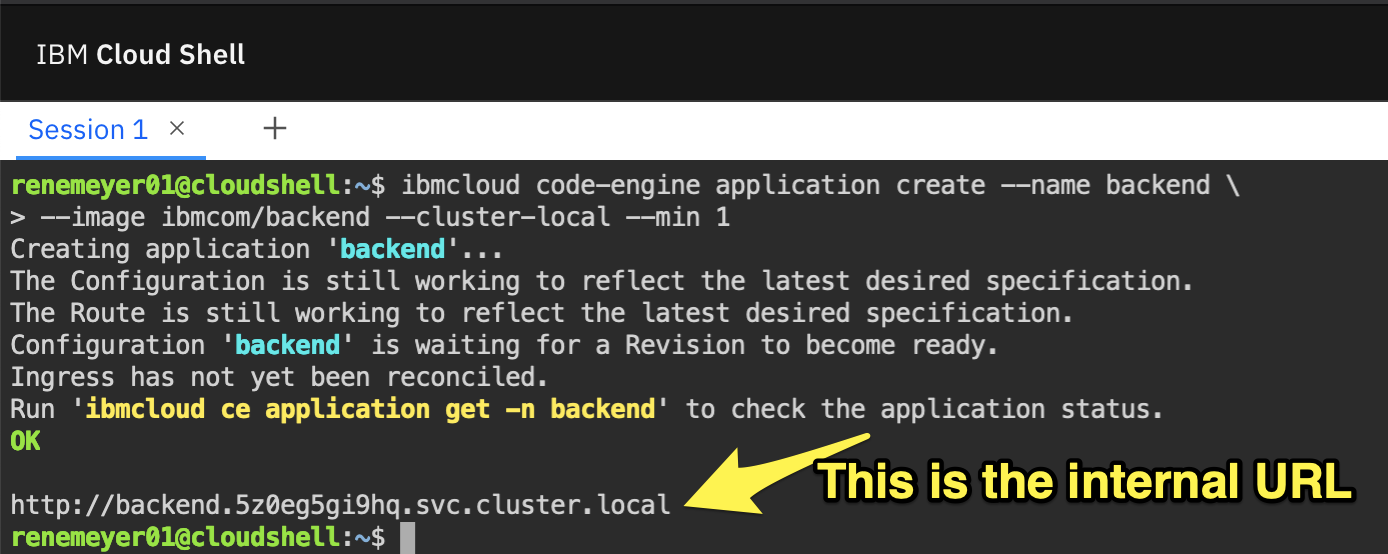 IBM Cloud Shell
Session 1 × +
renemeyer01@cloudshell:~$ ibmcloud code-engine application create --name backend \
> --image ibmcom/backend --cluster-local --min 1
Creating application 'backend'...
The Configuration is still working to reflect the latest desired specification.
The Route is still working to reflect the latest desired specification.
Configuration 'backend' is waiting for a Revision to become ready.
Ingress has not yet been reconciled.
Run 'ibmcloud ce application get -n backend' to check the application status.
OK
This is the internal URL
http://backend.5z0eg5gi9hq.svc.cluster.local
renemeyer01@cloudshell:~$